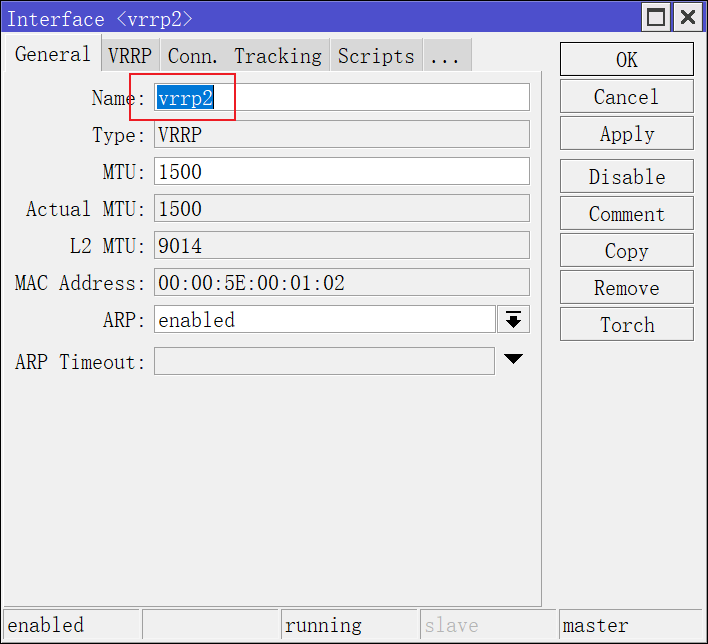 Interface <vrrp2>
General VRRP Conn. Tracking Scripts ...
Name: vrrp2
Type: VRRP
MTU: 1500
Actual MTU: 1500
L2 MTU: 9014
MAC Address: 00:00:5E:00:01:02
ARP: enabled
ARP Timeout:
OK
Cancel
Apply
Disable
Comment
Copy
Remove
Torch
enabled running slave master